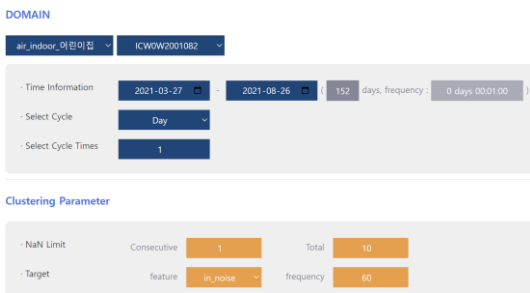 DOMAIN
air_indoor_어린이집 ICW0W2001082
· Time Information 2021-03-27 - 2021-08-26 ( 152 days, frequency : 0 days 00:01:00 )
· Select Cycle Day
· Select Cycle Times 1
Clustering Parameter
· NaN Limit Consecutive 1 Total 10
· Target feature in_noise frequency 60